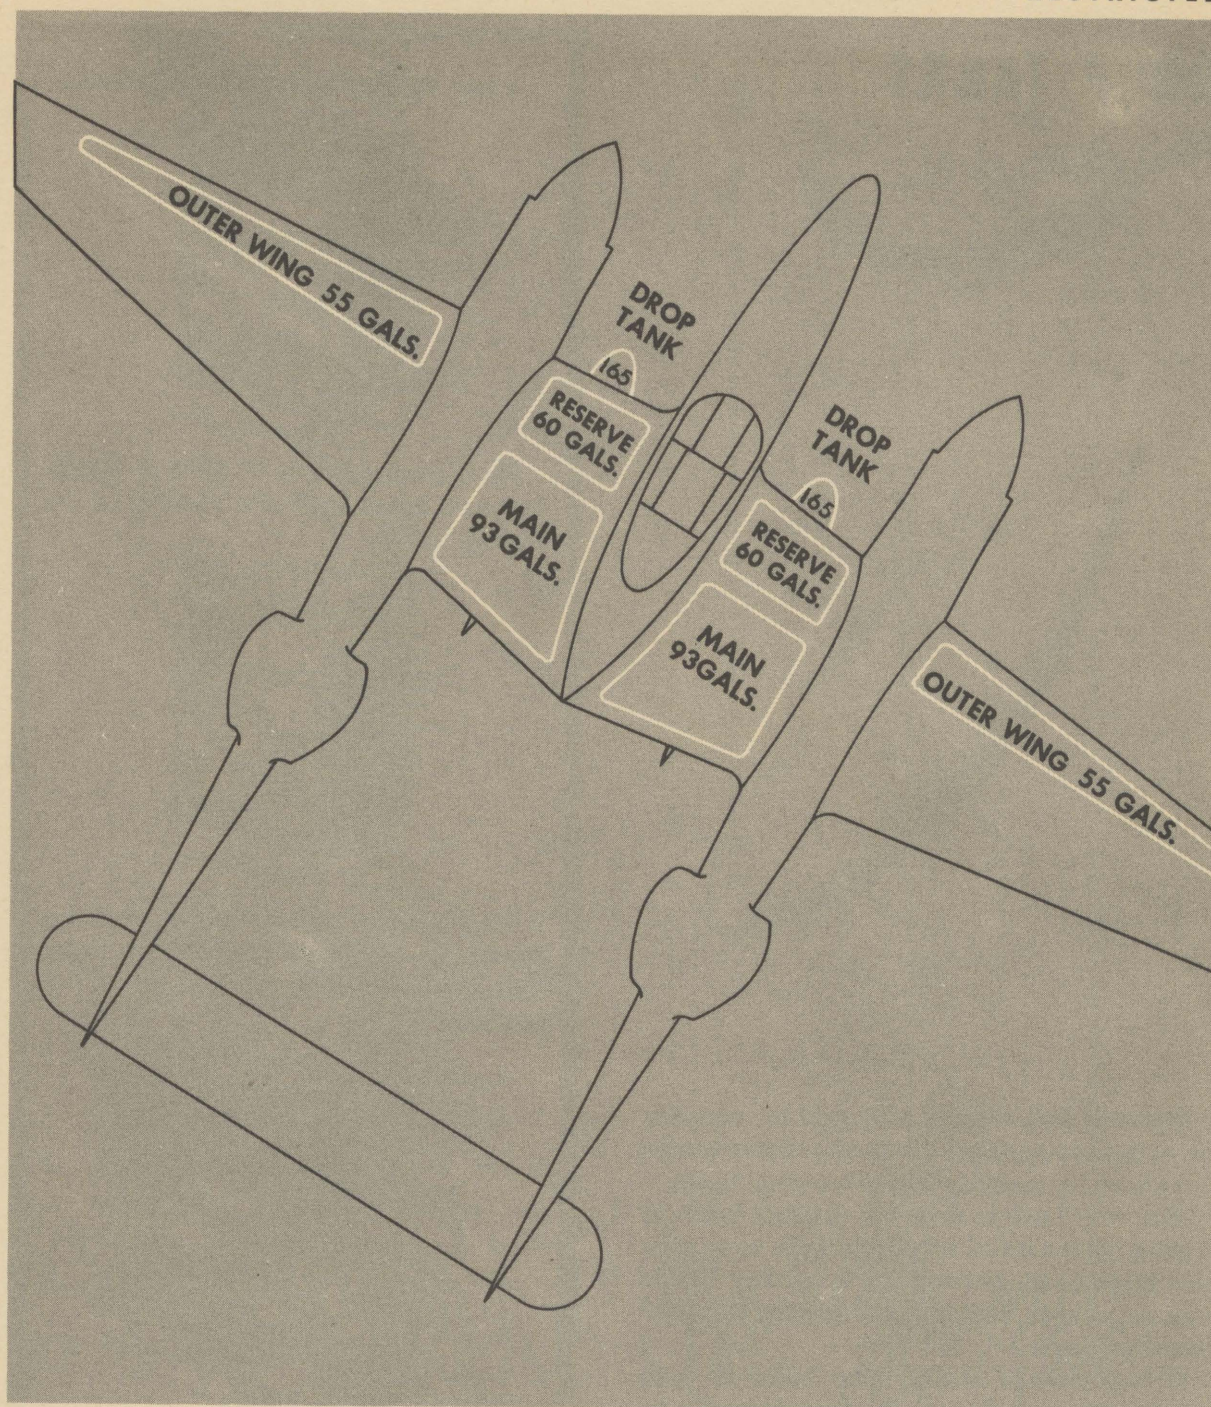 OUTER WING 55 GALS.
DROP
TANK
165
RESERVE
60 GALS.
MAIN
93 GALS.
DROP
TANK
165
RESERVE
60 GALS.
MAIN
93GALS.
OUTER WING 55 GALS.